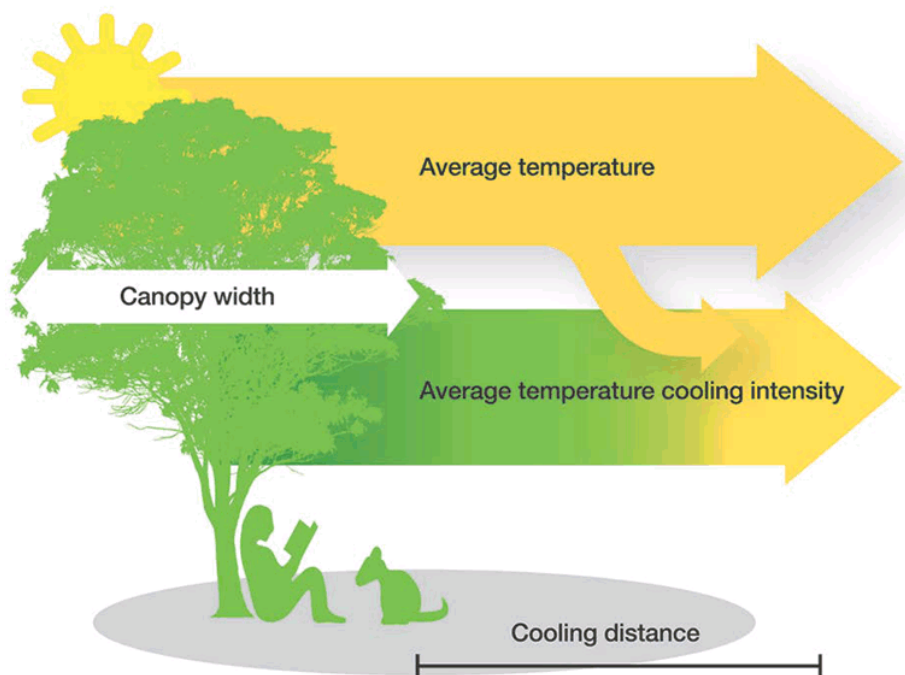 Average temperature
Canopy width
Average temperature cooling intensity
Cooling distance